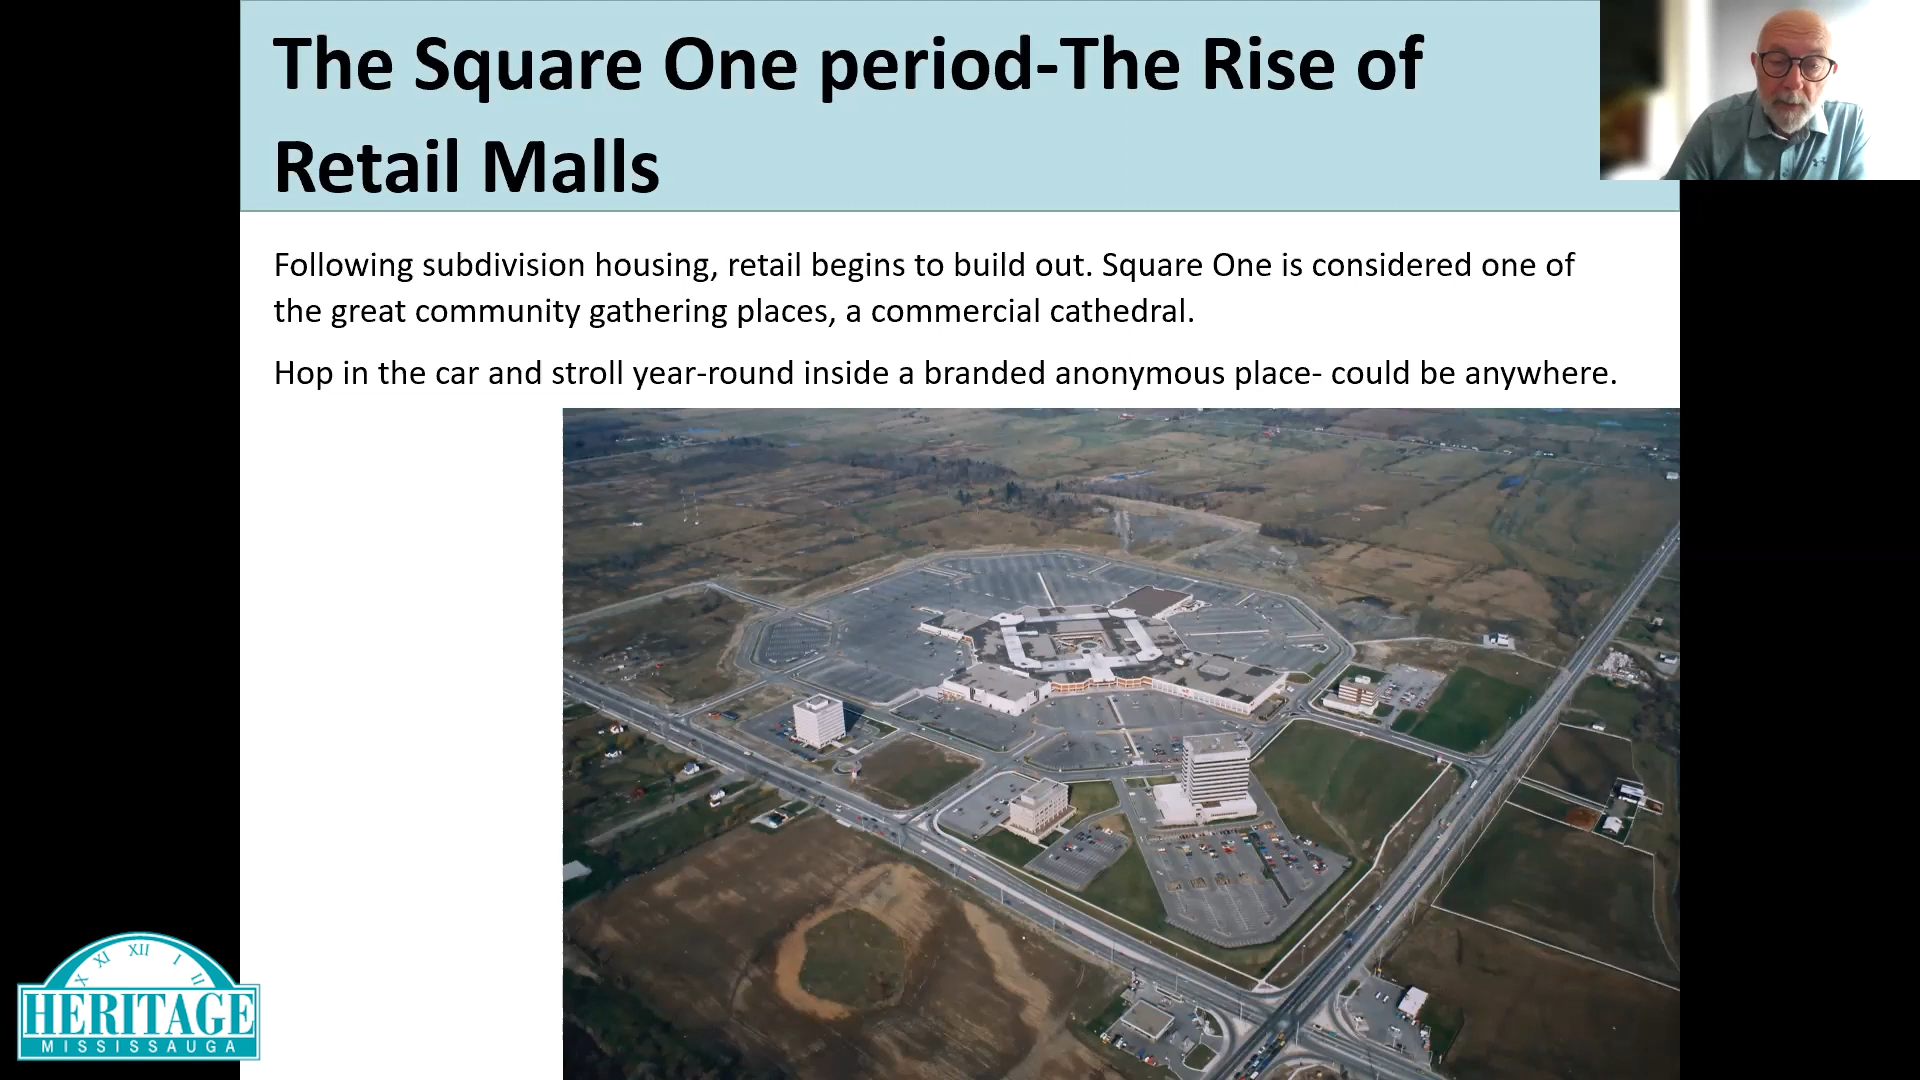 The Square One period-The Rise of
Retail Malls
Following subdivision housing, retail begins to build out. Square One is considered one of
the great community gathering places, a commercial cathedral.
Hop in the car and stroll year-round inside a branded anonymous place- could be anywhere.
X XI XII I II
HERITAGE
MISSISSAUGA